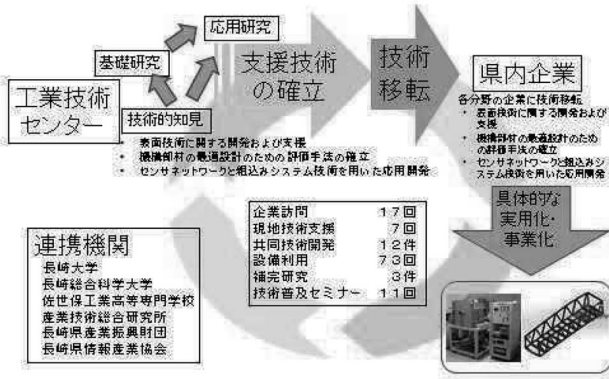 応用研究
基礎研究
技術的知見
工業技術
センター
支援技術
の確立
技術
移転
県内企業
・ 表面技術に関する開発および支援
・ 機構部材の最適設計のための評価手法の確立
・ センサネットワークと組込みシステム技術を用いた応用開発
各分野の企業に技術移転
・ 表面技術に関する開発および
支援
・ 機構部材の最適設計のため
の評価手法の確立
・ センサネットワークと組込みシ
ステム技術を用いた応用開発
具体的な
実用化・
事業化
連携機関
長崎大学
長崎総合科学大学
佐世保工業高等専門学校
産業技術総合研究所
長崎県産業振興財団
長崎県情報産業協会
企業訪問 17回
現地技術支援 7回
共同技術開発 12件
設備利用 73回
補完研究 3件
技術普及セミナー 11回